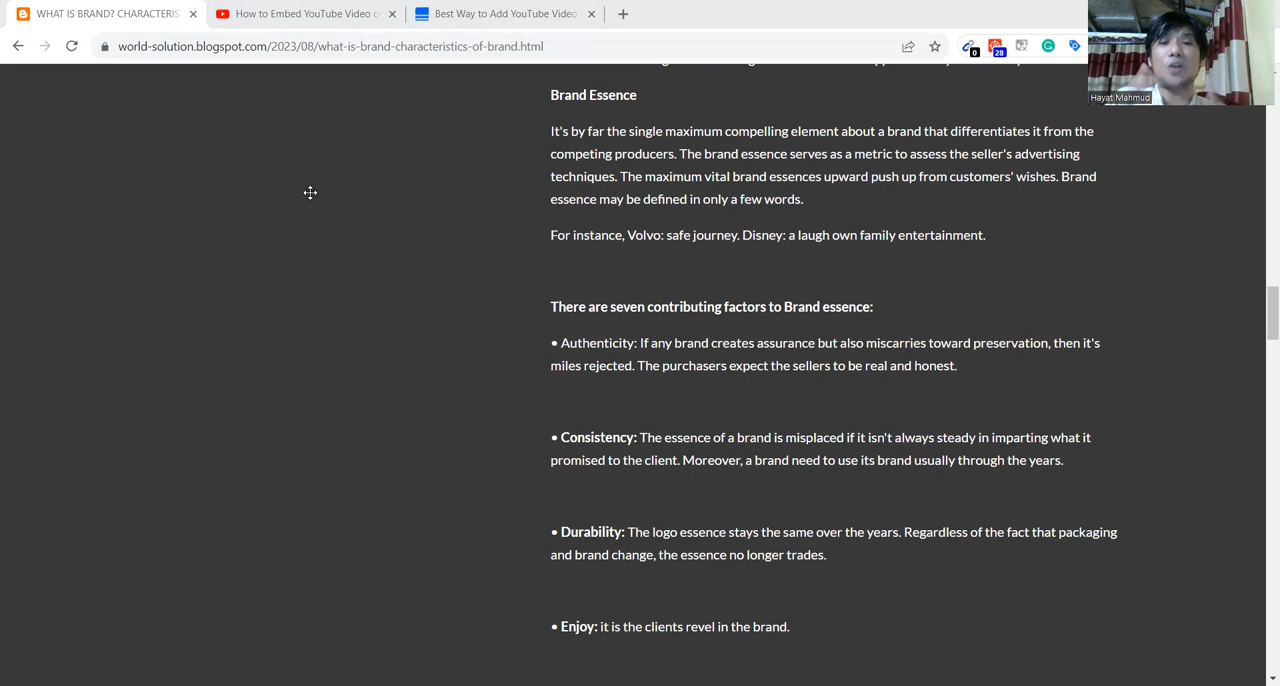 WHAT IS BRAND? CHARACTERIS
How to Embed YouTube Video o
Best Way to Add YouTube Video
world-solution.blogspot.com/2023/08/what-is-brand-characteristics-of-brand.html
0
28
Hayat Mahmud
Brand Essence
It's by far the single maximum compelling element about a brand that differentiates it from the
competing producers. The brand essence serves as a metric to assess the seller's advertising
techniques. The maximum vital brand essences upward push up from customers' wishes. Brand
essence may be defined in only a few words.
For instance, Volvo: safe journey. Disney: a laugh own family entertainment.
There are seven contributing factors to Brand essence:
• Authenticity: If any brand creates assurance but also miscarries toward preservation, then it's
miles rejected. The purchasers expect the sellers to be real and honest.
• Consistency: The essence of a brand is misplaced if it isn't always steady in imparting what it
promised to the client. Moreover, a brand need to use its brand usually through the years.
• Durability: The logo essence stays the same over the years. Regardless of the fact that packaging
and brand change, the essence no longer trades.
• Enjoy: it is the clients revel in the brand.